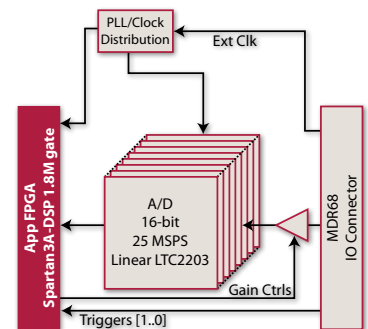 PLL/Clock
Distribution
Ext Clk
App FPGA
Spartan3A-DSP 1.8M gate
A/D
16-bit
25 MSPS
Linear LTC2203
MDR68
IO Connector
Gain Ctrls
Triggers [1..0]